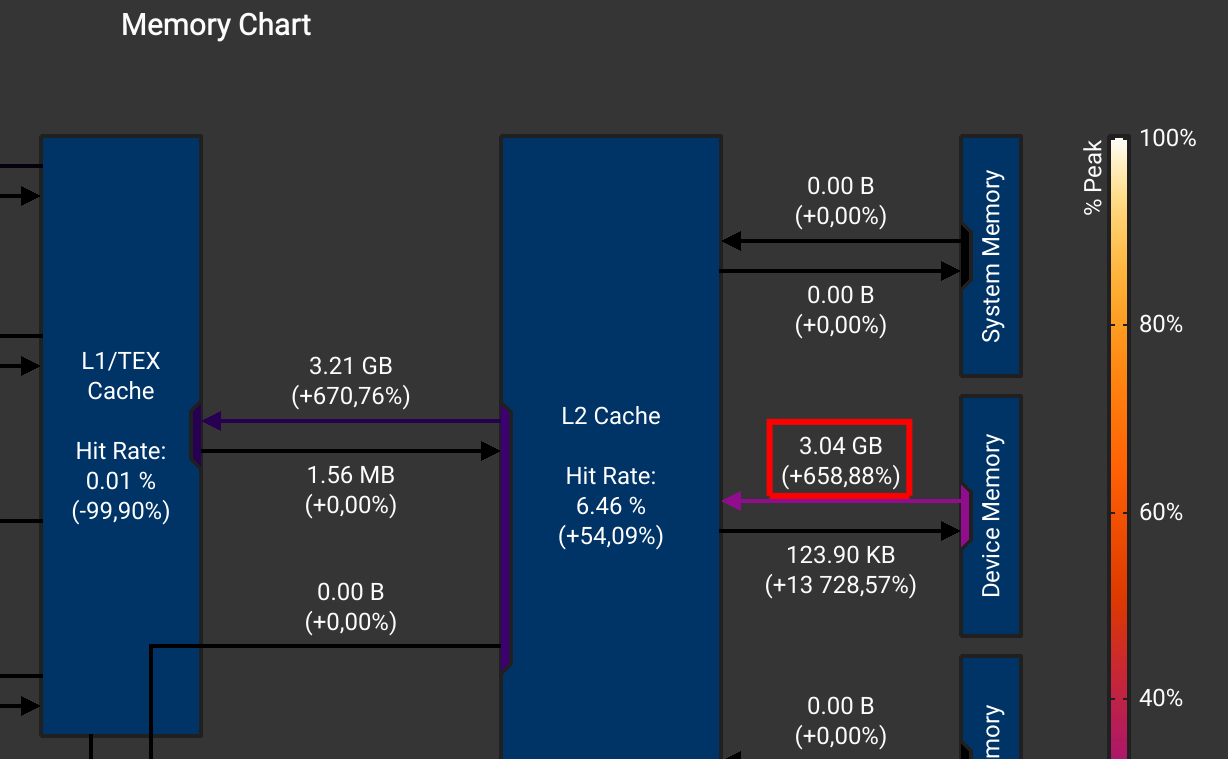 Memory Chart
L1/TEX
Cache
Hit Rate:
0.01 %
(-99,90%)
3.21 GB
(+670,76%)
1.56 MB
(+0,00%)
0.00 B
(+0,00%)
L2 Cache
Hit Rate:
6.46 %
(+54,09%)
0.00 B
(+0,00%)
0.00 B
(+0,00%)
System Memory
3.04 GB
(+658,88%)
123.90 KB
(+13 728,57%)
Device Memory
0.00 B
(+0,00%)
mory
% Peak
100%
80%
60%
40%